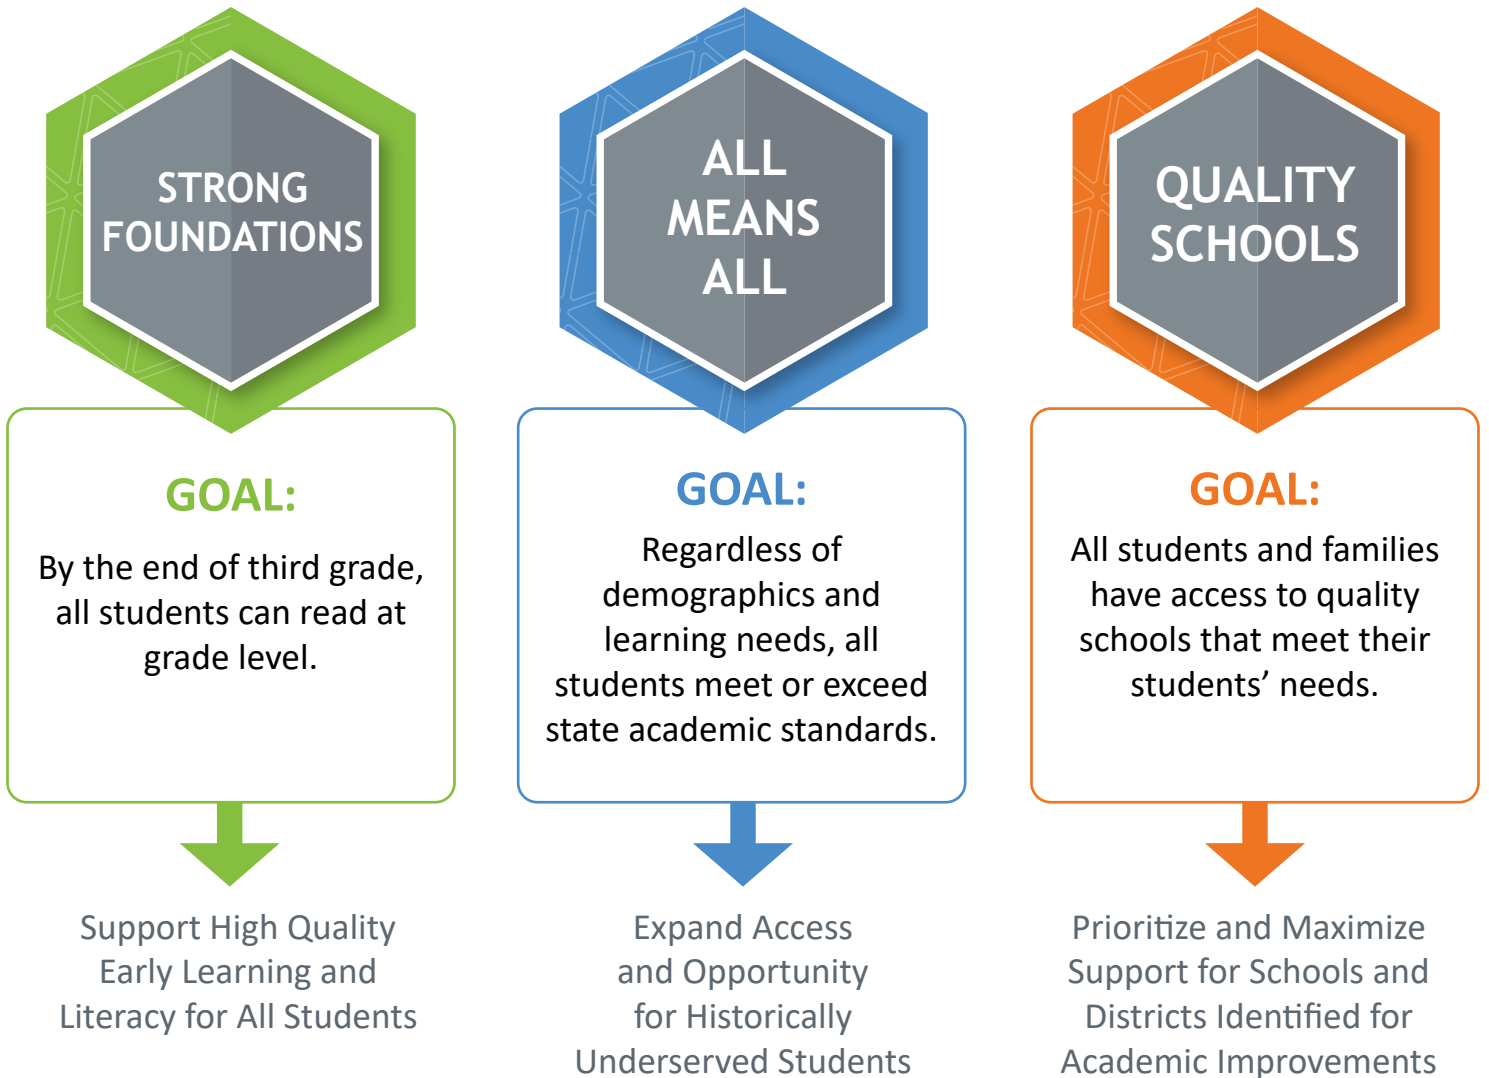 STRONG
FOUNDATIONS
GOAL:
By the end of third grade,
all students can read at
grade level.
Support High Quality
Early Learning and
Literacy for All Students
ALL
MEANS
ALL
GOAL:
Regardless of
demographics and
learning needs, all
students meet or exceed
state academic standards.
Expand Access
and Opportunity
for Historically
Underserved Students
QUALITY
SCHOOLS
GOAL:
All students and families
have access to quality
schools that meet their
students’ needs.
Prioritize and Maximize
Support for Schools and
Districts Identified for
Academic Improvements